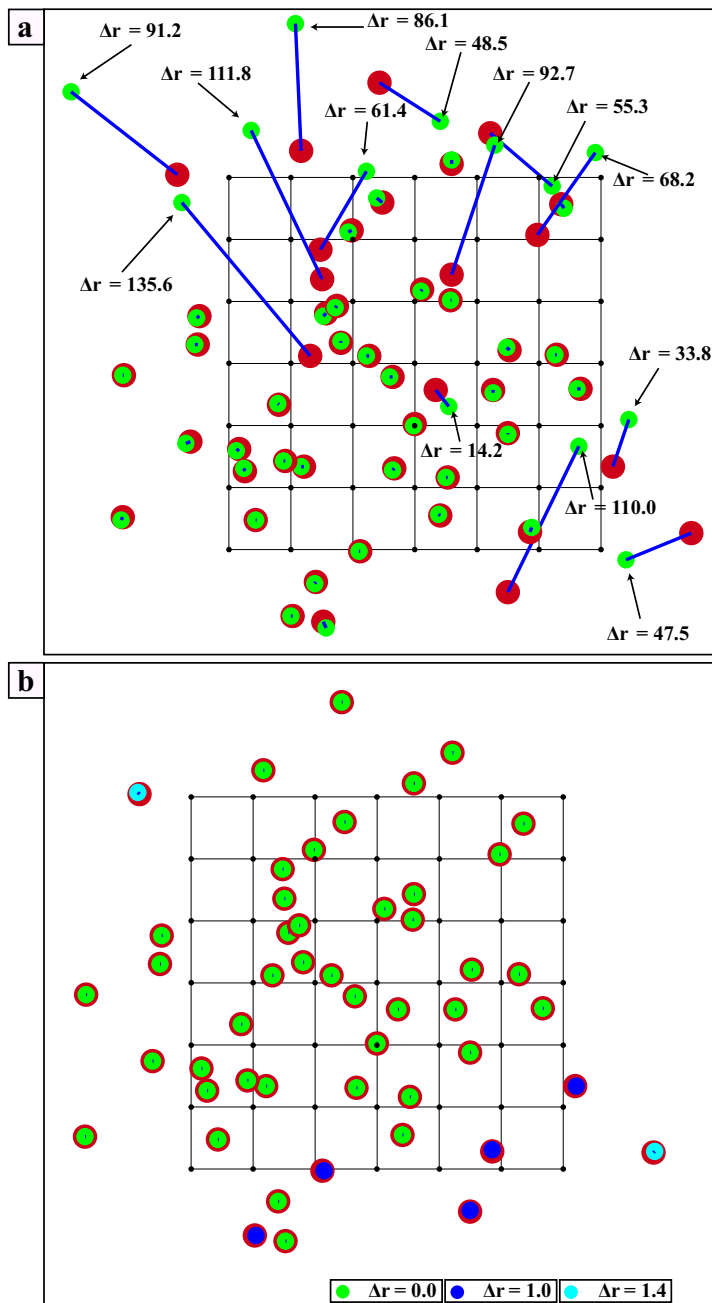 a
Δr = 91.2
Δr = 86.1
Δr = 48.5
Δr = 111.8
Δr = 92.7
Δr = 61.4
Δr = 55.3
Δr = 68.2
Δr = 135.6
Δr = 33.8
Δr = 14.2
Δr = 110.0
Δr = 47.5
b
Δr = 0.0
Δr = 1.0
Δr = 1.4